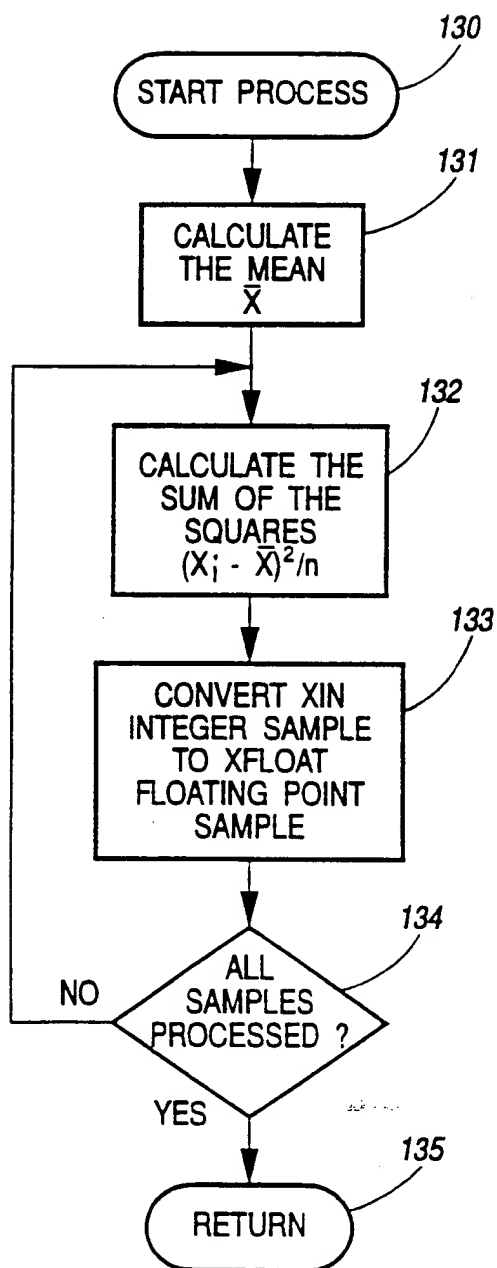 130
START PROCESS
131
CALCULATE
THE MEAN
X̄
132
CALCULATE THE
SUM OF THE
SQUARES
(Xi - X̄)²/n
133
CONVERT XIN
INTEGER SAMPLE
TO XFLOAT
FLOATING POINT
SAMPLE
134
ALL
SAMPLES
PROCESSED ?
NO
YES
135
RETURN